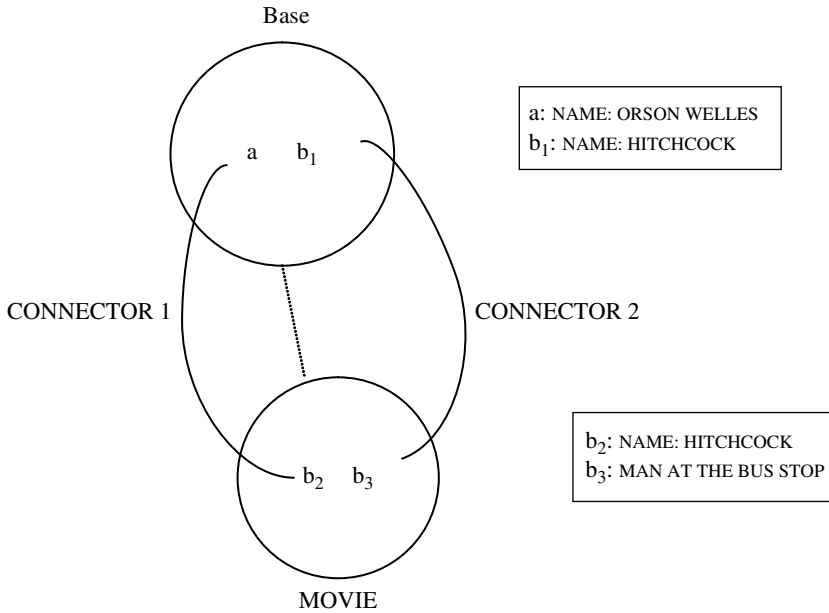 Base
a: NAME: ORSON WELLES
b₁: NAME: HITCHCOCK
a b₁
CONNECTOR 1
CONNECTOR 2
b₂: NAME: HITCHCOCK
b₃: MAN AT THE BUS STOP
b₂ b₃
MOVIE